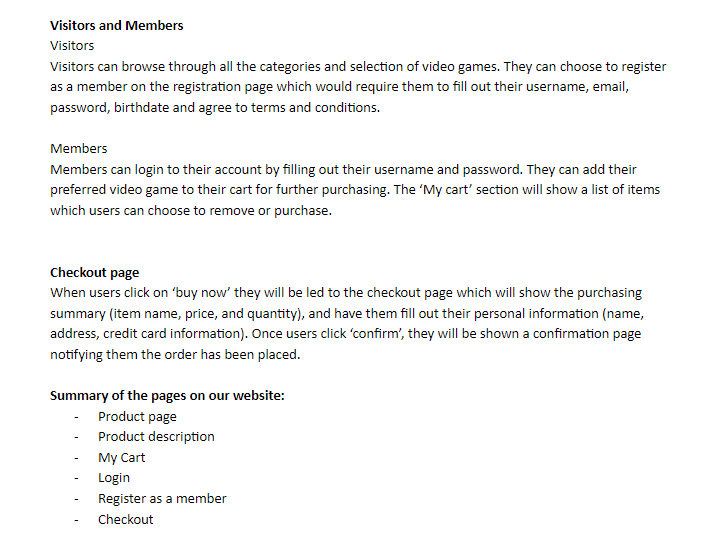 Visitors and Members
Visitors
Visitors can browse through all the categories and selection of video games. They can choose to register
as a member on the registration page which would require them to fill out their username, email,
password, birthdate and agree to terms and conditions.
Members
Members can login to their account by filling out their username and password. They can add their
preferred video game to their cart for further purchasing. The ‘My cart’ section will show a list of items
which users can choose to remove or purchase.
Checkout page
When users click on ‘buy now’ they will be led to the checkout page which will show the purchasing
summary (item name, price, and quantity), and have them fill out their personal information (name,
address, credit card information). Once users click ‘confirm’, they will be shown a confirmation page
notifying them the order has been placed.
Summary of the pages on our website:
- Product page
- Product description
- My Cart
- Login
- Register as a member
- Checkout